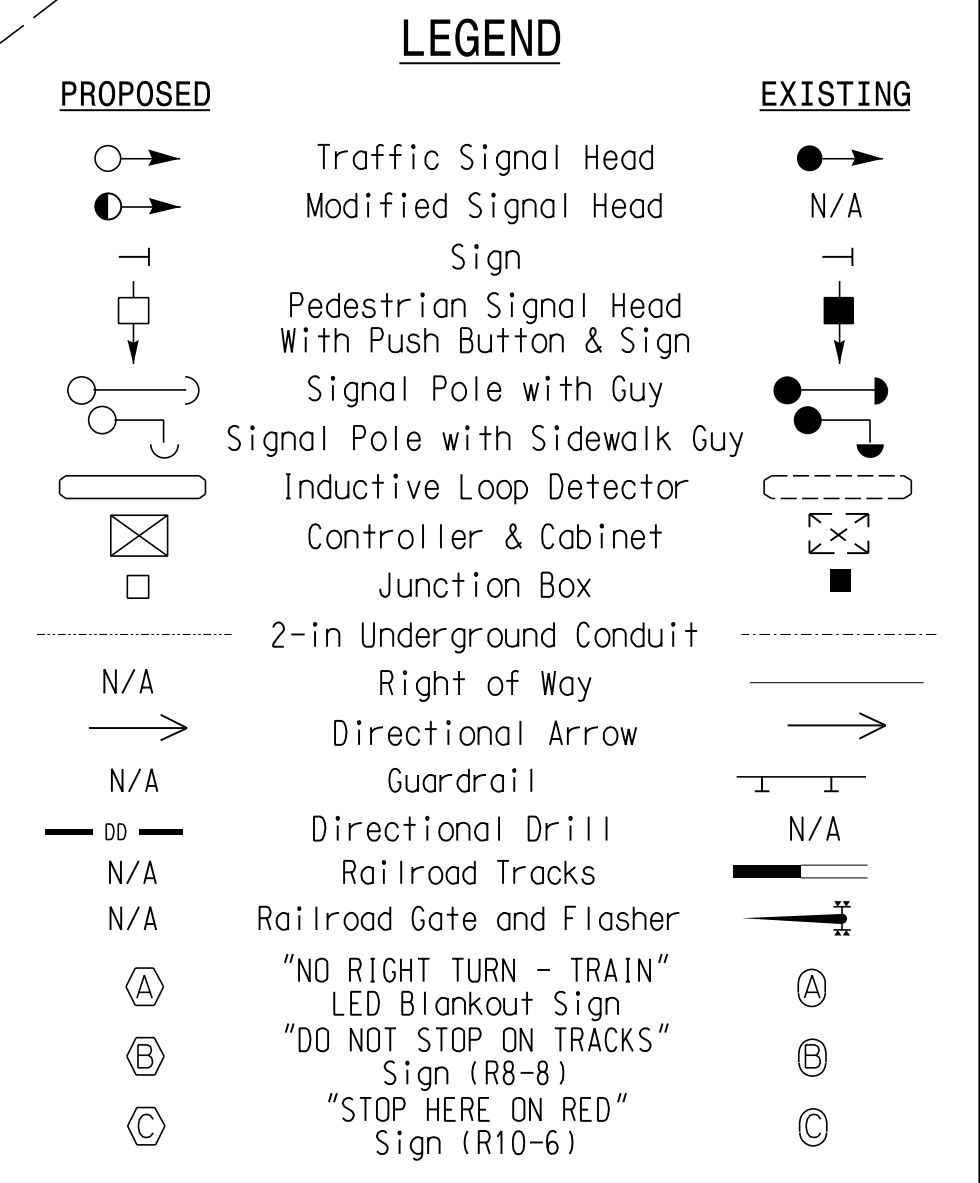 LEGEND
PROPOSED EXISTING
Traffic Signal Head
Modified Signal Head N/A
Sign
Pedestrian Signal Head
With Push Button & Sign
Signal Pole with Guy
Signal Pole with Sidewalk Guy
Inductive Loop Detector
Controller & Cabinet
Junction Box
2-in Underground Conduit
N/A Right of Way
Directional Arrow
N/A Guardrail
DD Directional Drill N/A
N/A Railroad Tracks
N/A Railroad Gate and Flasher
"NO RIGHT TURN - TRAIN"
A LED Blankout Sign A
"DO NOT STOP ON TRACKS"
B Sign (R8-8) B
"STOP HERE ON RED"
C Sign (R10-6) C